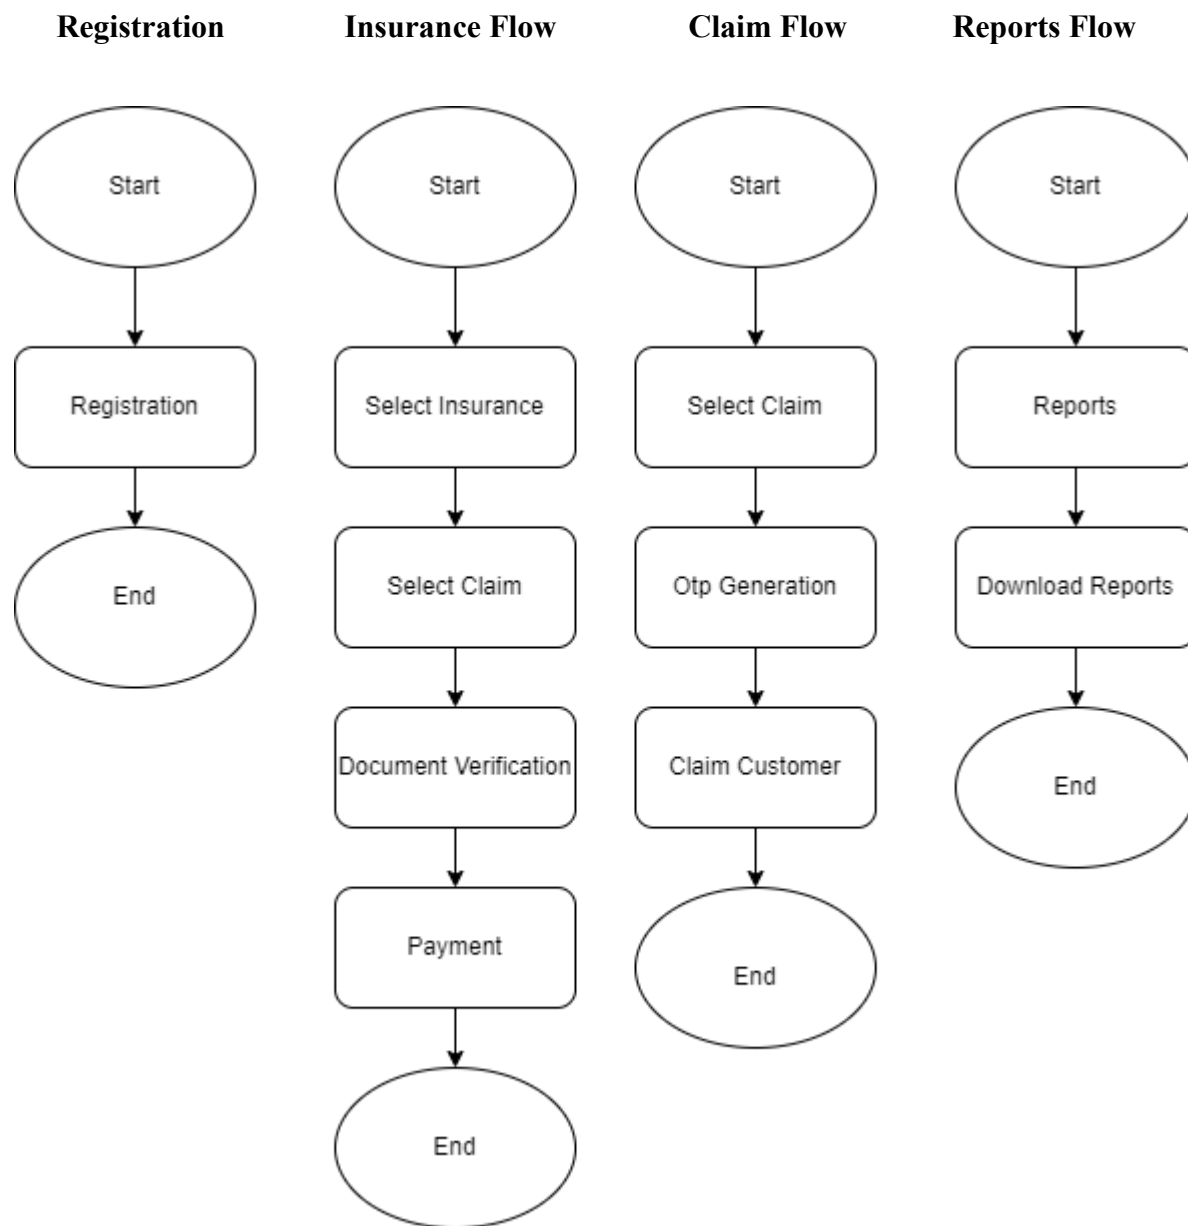 Registration
Insurance Flow
Claim Flow
Reports Flow
Start
Registration
End
Start
Select Insurance
Select Claim
Document Verification
Payment
End
Start
Select Claim
Otp Generation
Claim Customer
End
Start
Reports
Download Reports
End